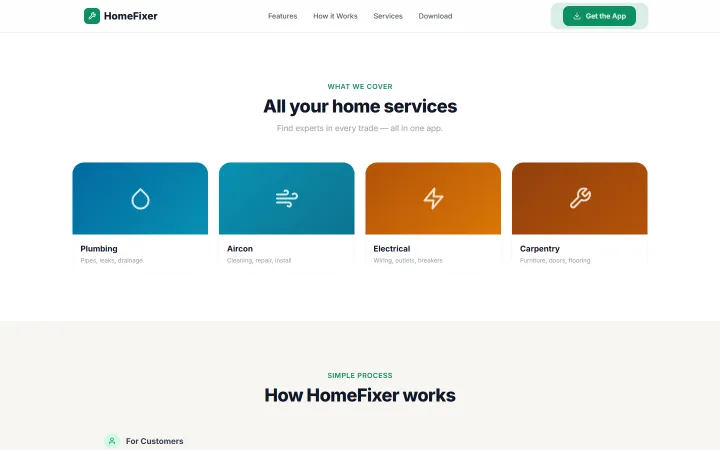 HomeFixer
Features
How it Works
Services
Download
Get the App
WHAT WE COVER
All your home services
Find experts in every trade — all in one app.
Plumbing
Pipes, leaks, drainage
Aircon
Cleaning, repair, install
Electrical
Wiring, outlets, breakers
Carpentry
Furniture, doors, flooring
SIMPLE PROCESS
How HomeFixer works
For Customers